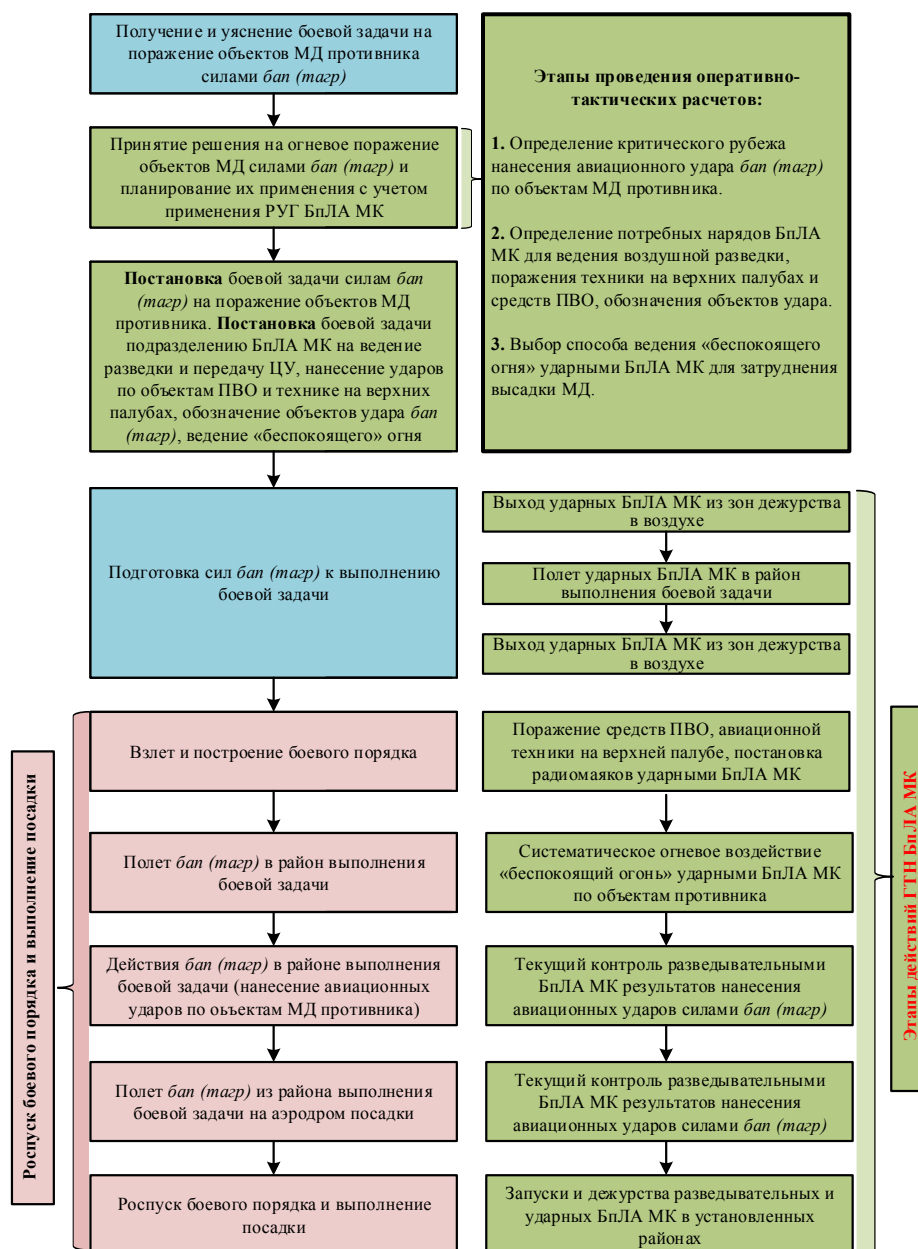 Получение и уяснение боевой задачи на
поражение объектов МД противника
силами бап (тагр)
Принятие решения на огневое поражение
объектов МД силами бап (тагр) и
планирование их применения с учетом
применения РУГ БпЛА МК
Постановка боевой задачи силам бап
(тагр) на поражение объектов МД
противника. Постановка боевой задачи
подразделению БпЛА МК на ведение
разведки и передачу ЦУ, нанесение ударов
по объектам ПВО и технике на верхних
палубах, обозначение объектов удара бап
(тагр), ведение «беспокоящего» огня
Этапы проведения оперативно-
тактических расчетов:
1. Определение критического рубежа
нанесения авиационного удара бап (тагр)
по объектам МД противника.
2. Определение потребных нарядов БпЛА
МК для ведения воздушной разведки,
поражения техники на верхних палубах и
средств ПВО, обозначения объектов удара.
3. Выбор способа ведения «беспокоящего
огня» ударными БпЛА МК для затруднения
высадки МД.
Подготовка сил бап (тагр) к выполнению
боевой задачи
Выход ударных БпЛА МК из зон дежурства
в воздухе
Полет ударных БпЛА МК в район
выполнения боевой задачи
Выход ударных БпЛА МК из зон дежурства
в воздухе
Роспуск боевого порядка и выполнение посадки
Взлет и построение боевого порядка
Полет бап (тагр) в район выполнения
боевой задачи
Действия бап (тагр) в районе выполнения
боевой задачи (нанесение авиационных
ударов по оьъектам МД противника)
Полет бап (тагр) из района выполнения
боевой задачи на аэродром посадки
Роспуск боевого порядка и выполнение
посадки
Поражение средств ПВО, авиационной
техники на верхней палубе, постановка
радиомаяков ударными БпЛА МК
Систематическое огневое воздействие
«беспокоящий огонь» ударными БпЛА МК
по объектам противника
Текущий контроль разведывательными
БпЛА МК результатов нанесения
авиационных ударов силами бап (тагр)
Текущий контроль разведывательными
БпЛА МК результатов нанесения
авиационных ударов силами бап (тагр)
Запуски и дежурства разведывательных и
ударных БпЛА МК в установленных
районах
Этапы действий ГТН БпЛА МК